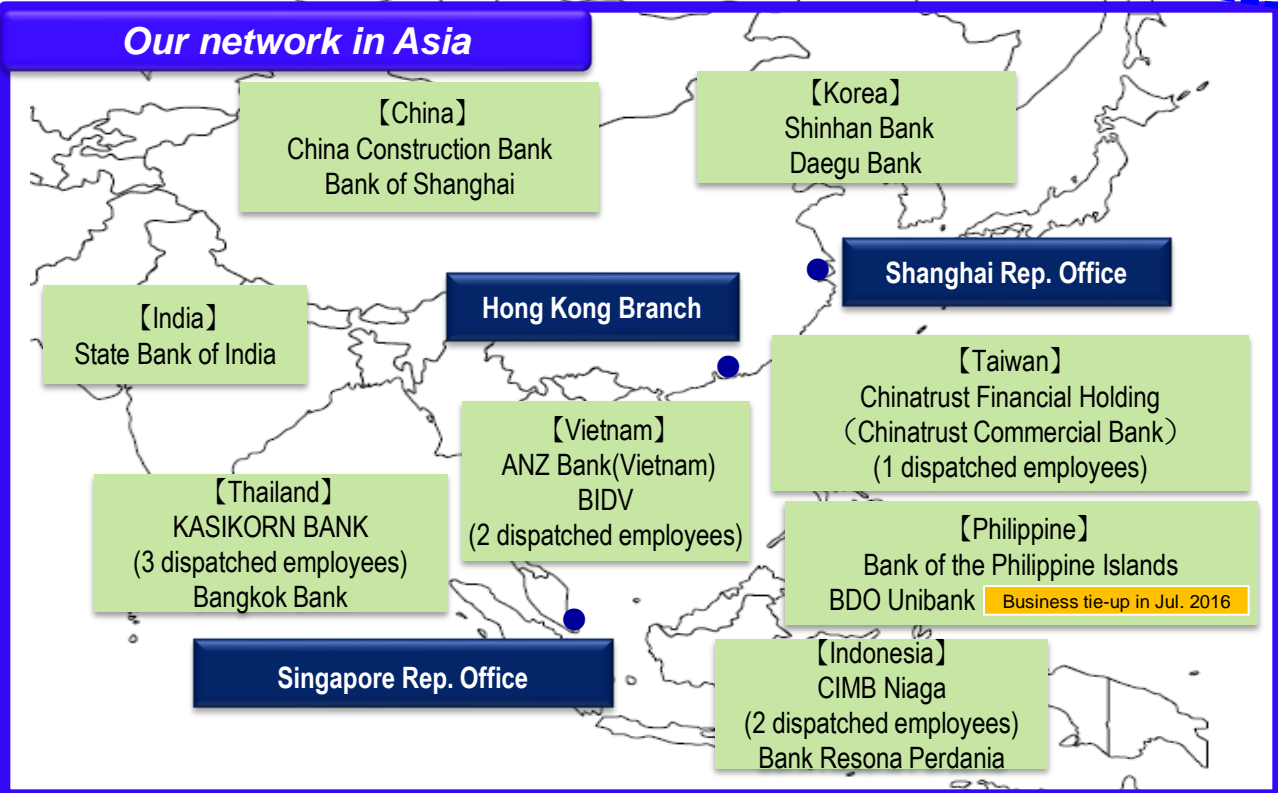 Our network in Asia
【China】
China Construction Bank
Bank of Shanghai
【Korea】
Shinhan Bank
Daegu Bank
Shanghai Rep. Office
Hong Kong Branch
【India】
State Bank of India
【Taiwan】
Chinatrust Financial Holding
（Chinatrust Commercial Bank）
(1 dispatched employees)
【Vietnam】
ANZ Bank(Vietnam)
BIDV
(2 dispatched employees)
【Thailand】
KASIKORN BANK
(3 dispatched employees)
Bangkok Bank
【Philippine】
Bank of the Philippine Islands
BDO Unibank Business tie-up in Jul. 2016
Singapore Rep. Office
【Indonesia】
CIMB Niaga
(2 dispatched employees)
Bank Resona Perdania